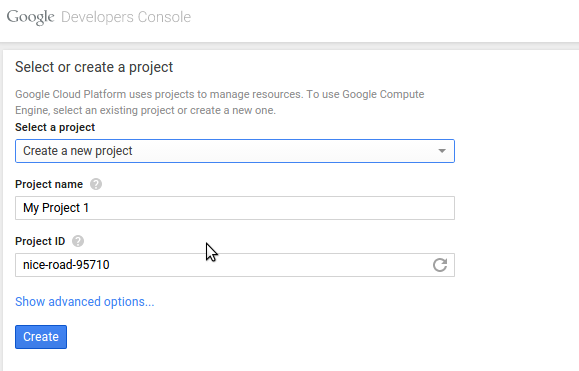 Google Developers Console
Select or create a project
Google Cloud Platform uses projects to manage resources. To use Google Compute
Engine, select an existing project or create a new one.
Select a project
Create a new project
Project name ?
My Project 1
Project ID ?
nice-road-95710
Show advanced options...
Create